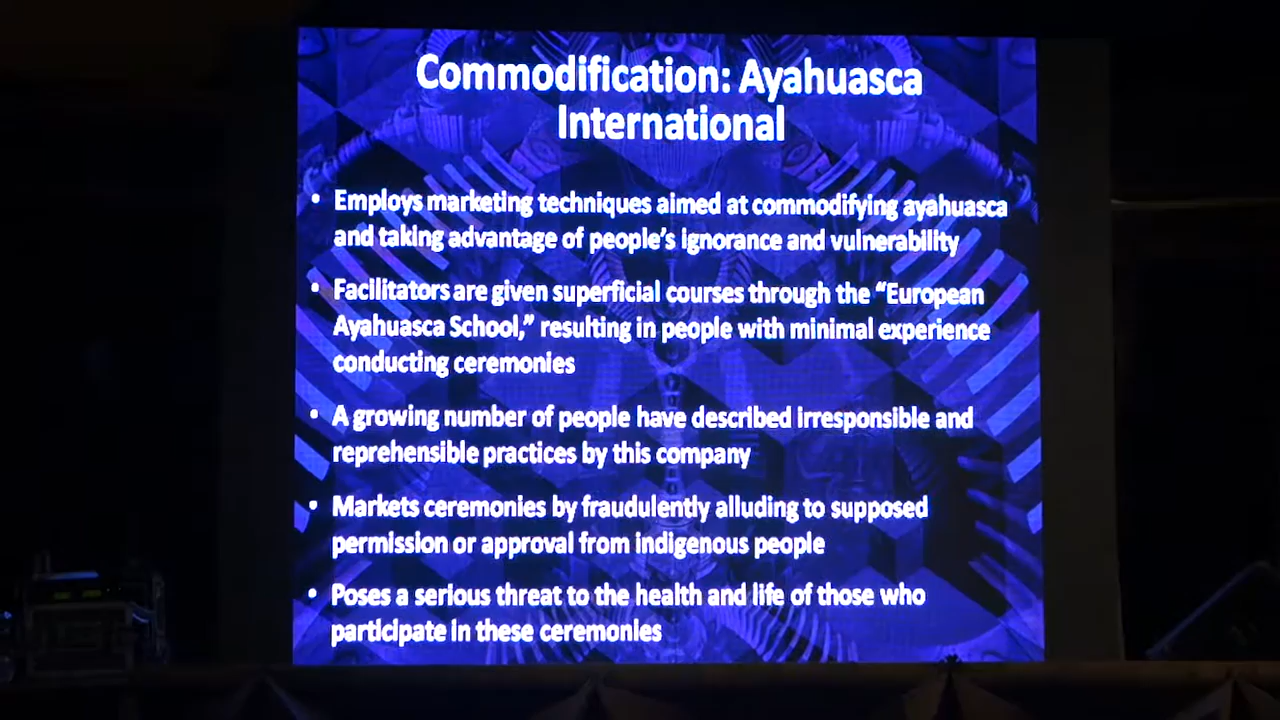 Commodification: Ayahuasca
International
• Employs marketing techniques aimed at commodifying ayahuasca
and taking advantage of people's ignorance and vulnerability
• Facilitators are given superficial courses through the “European
Ayahuasca School,” resulting in people with minimal experience
conducting ceremonies
• A growing number of people have described irresponsible and
reprehensible practices by this company
• Markets ceremonies by fraudulently alluding to supposed
permission or approval from indigenous people
• Poses a serious threat to the health and life of those who
participate in these ceremonies